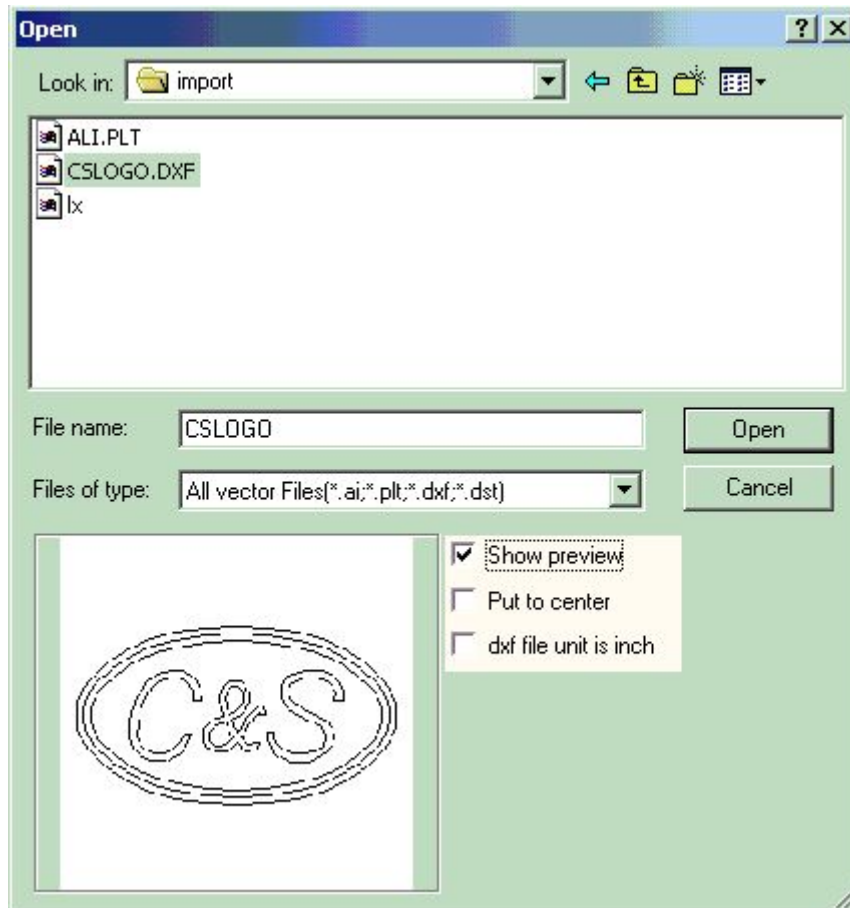 Open
Look in: import
ALI.PLT
CSLOGO.DXF
lx
File name: CSLOGO Open
Files of type: All vector Files(*.ai;*.plt;*.dxf;*.dst) Cancel
Show preview
Put to center
dxf file unit is inch
C&S